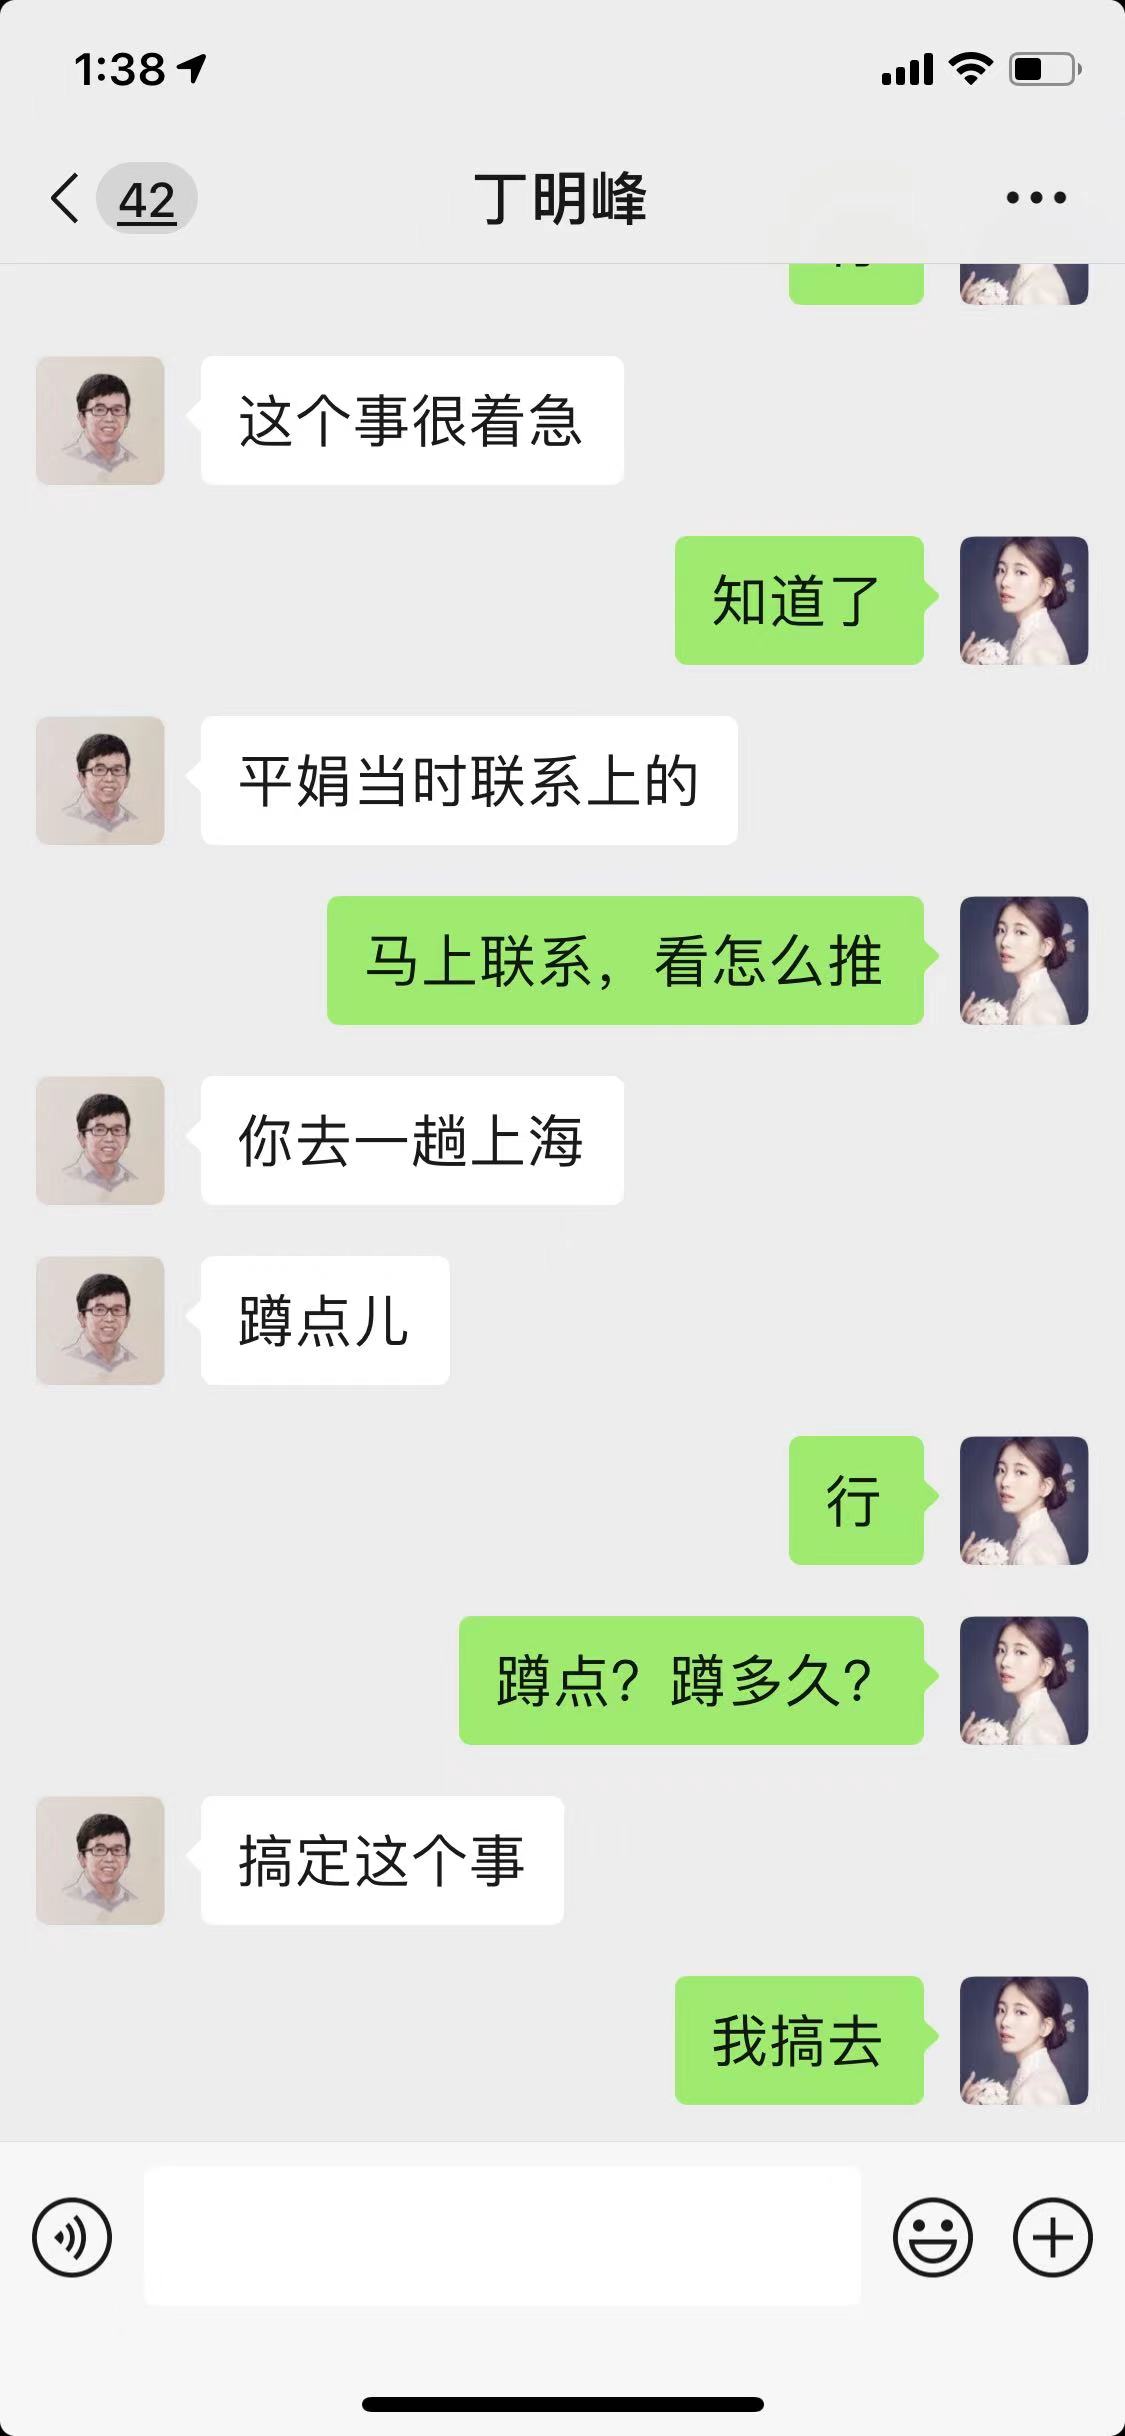 1:38
42
丁明峰
这个事很着急
知道了
平娟当时联系上的
马上联系，看怎么推
你去一趟上海
蹲点儿
行
蹲点？蹲多久？
搞定这个事
我搞去